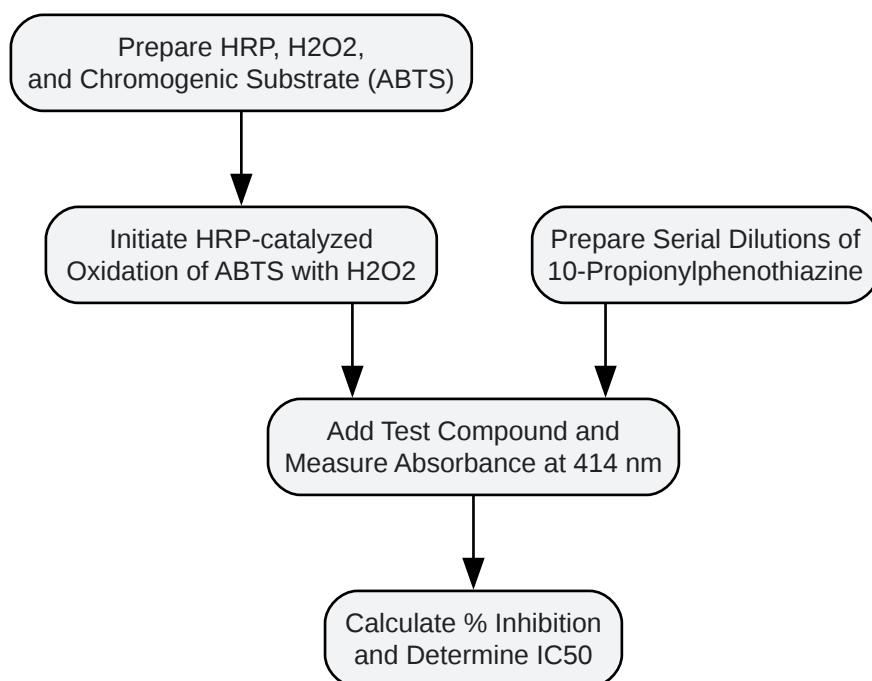 Prepare HRP, H2O2,
and Chromogenic Substrate (ABTS)
Initiate HRP-catalyzed
Oxidation of ABTS with H2O2
Prepare Serial Dilutions of
10-Propionylphenothiazine
Add Test Compound and
Measure Absorbance at 414 nm
Calculate % Inhibition
and Determine IC50